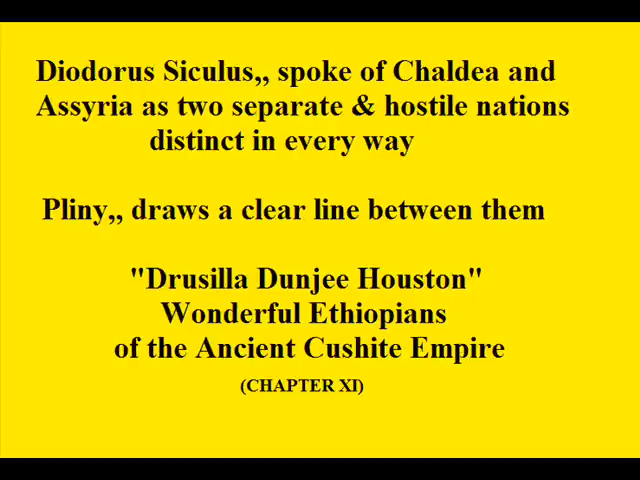 Diodorus Siculus,, spoke of Chaldea and
Assyria as two separate & hostile nations
distinct in every way
Pliny,, draws a clear line between them
"Drusilla Dunjee Houston"
Wonderful Ethiopians
of the Ancient Cushite Empire
(CHAPTER XI)